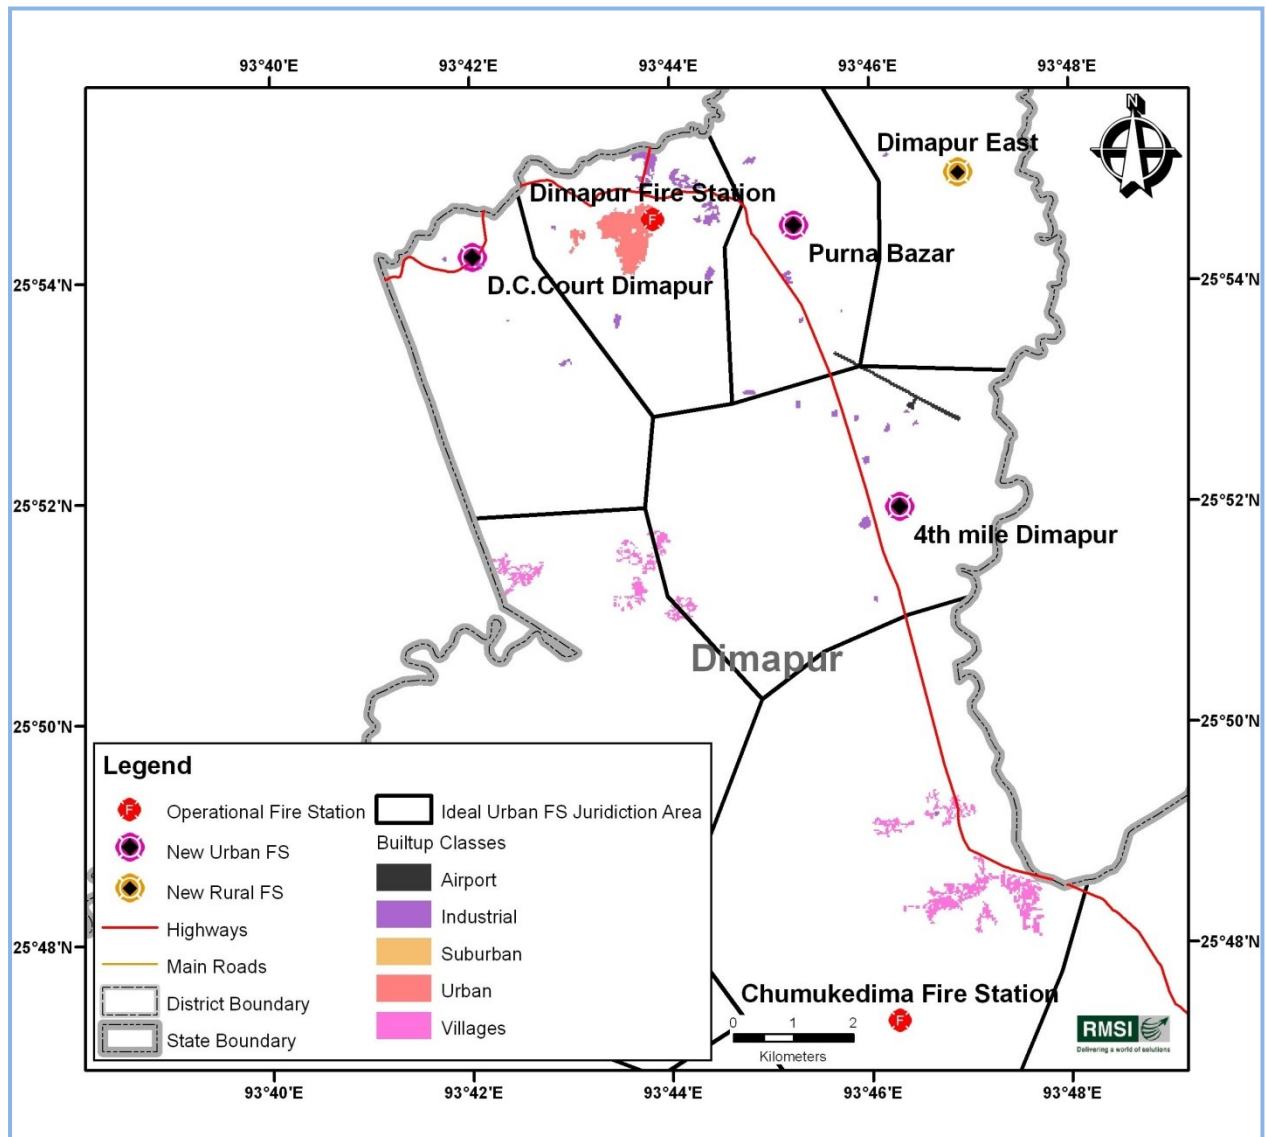 93°40'E 93°42'E 93°44'E 93°46'E 93°48'E
N
Dimapur East
Dimapur Fire Station
F
Purna Bazar
D.C.Court Dimapur
25°54'N 25°54'N
25°52'N 25°52'N
4th mile Dimapur
Dimapur
25°50'N 25°50'N
Legend
F Operational Fire Station
New Urban FS
New Rural FS
Highways
Main Roads
District Boundary
State Boundary
Ideal Urban FS Juridiction Area
Builtup Classes
Airport
Industrial
Suburban
Urban
Villages
25°48'N 25°48'N
Chumukedima Fire Station
F
0 1 2
Kilometers
RMSI
Delivering a world of solutions
93°40'E 93°42'E 93°44'E 93°46'E 93°48'E